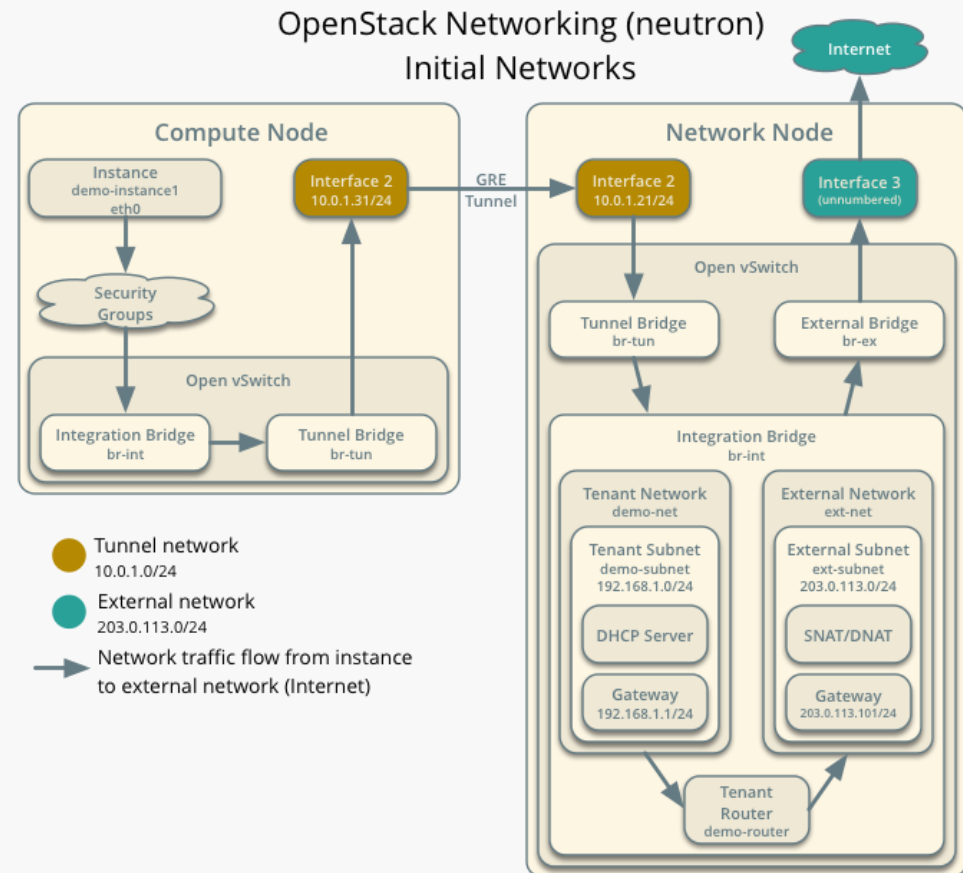 OpenStack Networking (neutron)
Initial Networks
Internet
Compute Node
Instance
demo-instance1
eth0
Interface 2
10.0.1.31/24
Security
Groups
Open vSwitch
Integration Bridge
br-int
Tunnel Bridge
br-tun
GRE
Tunnel
Network Node
Interface 2
10.0.1.21/24
Interface 3
(unnumbered)
Open vSwitch
Tunnel Bridge
br-tun
External Bridge
br-ex
Integration Bridge
br-int
Tenant Network
demo-net
Tenant Subnet
demo-subnet
192.168.1.0/24
DHCP Server
Gateway
192.168.1.1/24
External Network
ext-net
External Subnet
ext-subnet
203.0.113.0/24
SNAT/DNAT
Gateway
203.0.113.101/24
Tenant
Router
demo-router
Tunnel network
10.0.1.0/24
External network
203.0.113.0/24
Network traffic flow from instance
to external network (Internet)